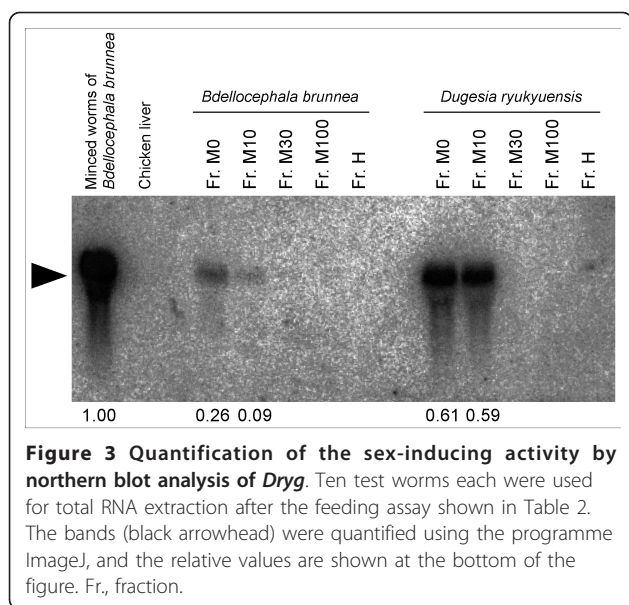 Minced worms of
Bdellocephala brunnea
Chicken liver
Bdellocephala brunnea
Fr. M0
Fr. M10
Fr. M30
Fr. M100
Fr. H
Dugesia ryukyuensis
Fr. M0
Fr. M10
Fr. M30
Fr. M100
Fr. H
1.00 0.26 0.09 0.61 0.59
Figure 3 Quantification of the sex-inducing activity by
northern blot analysis of Dryg. Ten test worms each were used
for total RNA extraction after the feeding assay shown in Table 2.
The bands (black arrowhead) were quantified using the programme
ImageJ, and the relative values are shown at the bottom of the
figure. Fr., fraction.